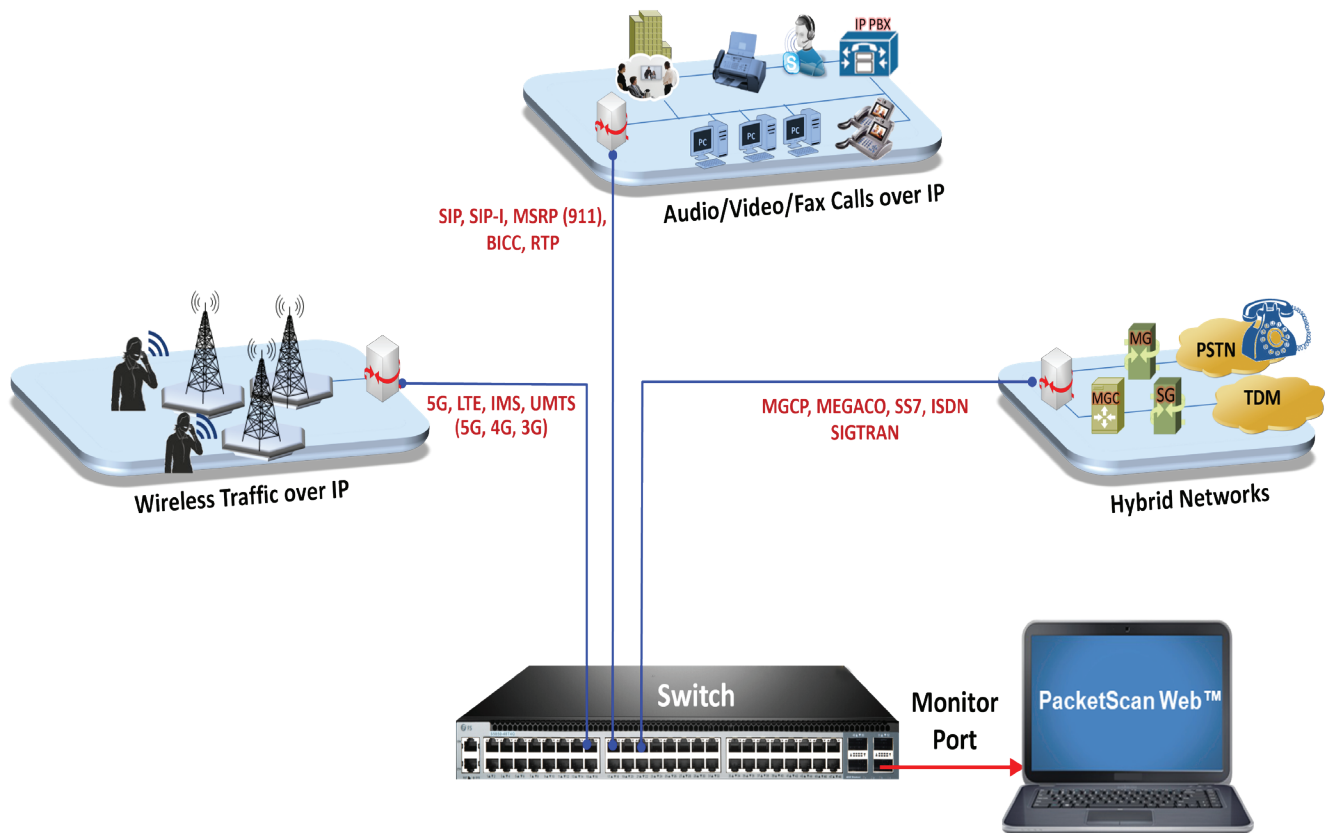 IP PBX
S
PC
PC
PC
Audio/Video/Fax Calls over IP
SIP, SIP-I, MSRP (911),
BICC, RTP
5G, LTE, IMS, UMTS
(5G, 4G, 3G)
Wireless Traffic over IP
MG
PSTN
MGC
SG
TDM
MGCP, MEGACO, SS7, ISDN
SIGTRAN
Hybrid Networks
Switch
Monitor
Port
PacketScan Web™